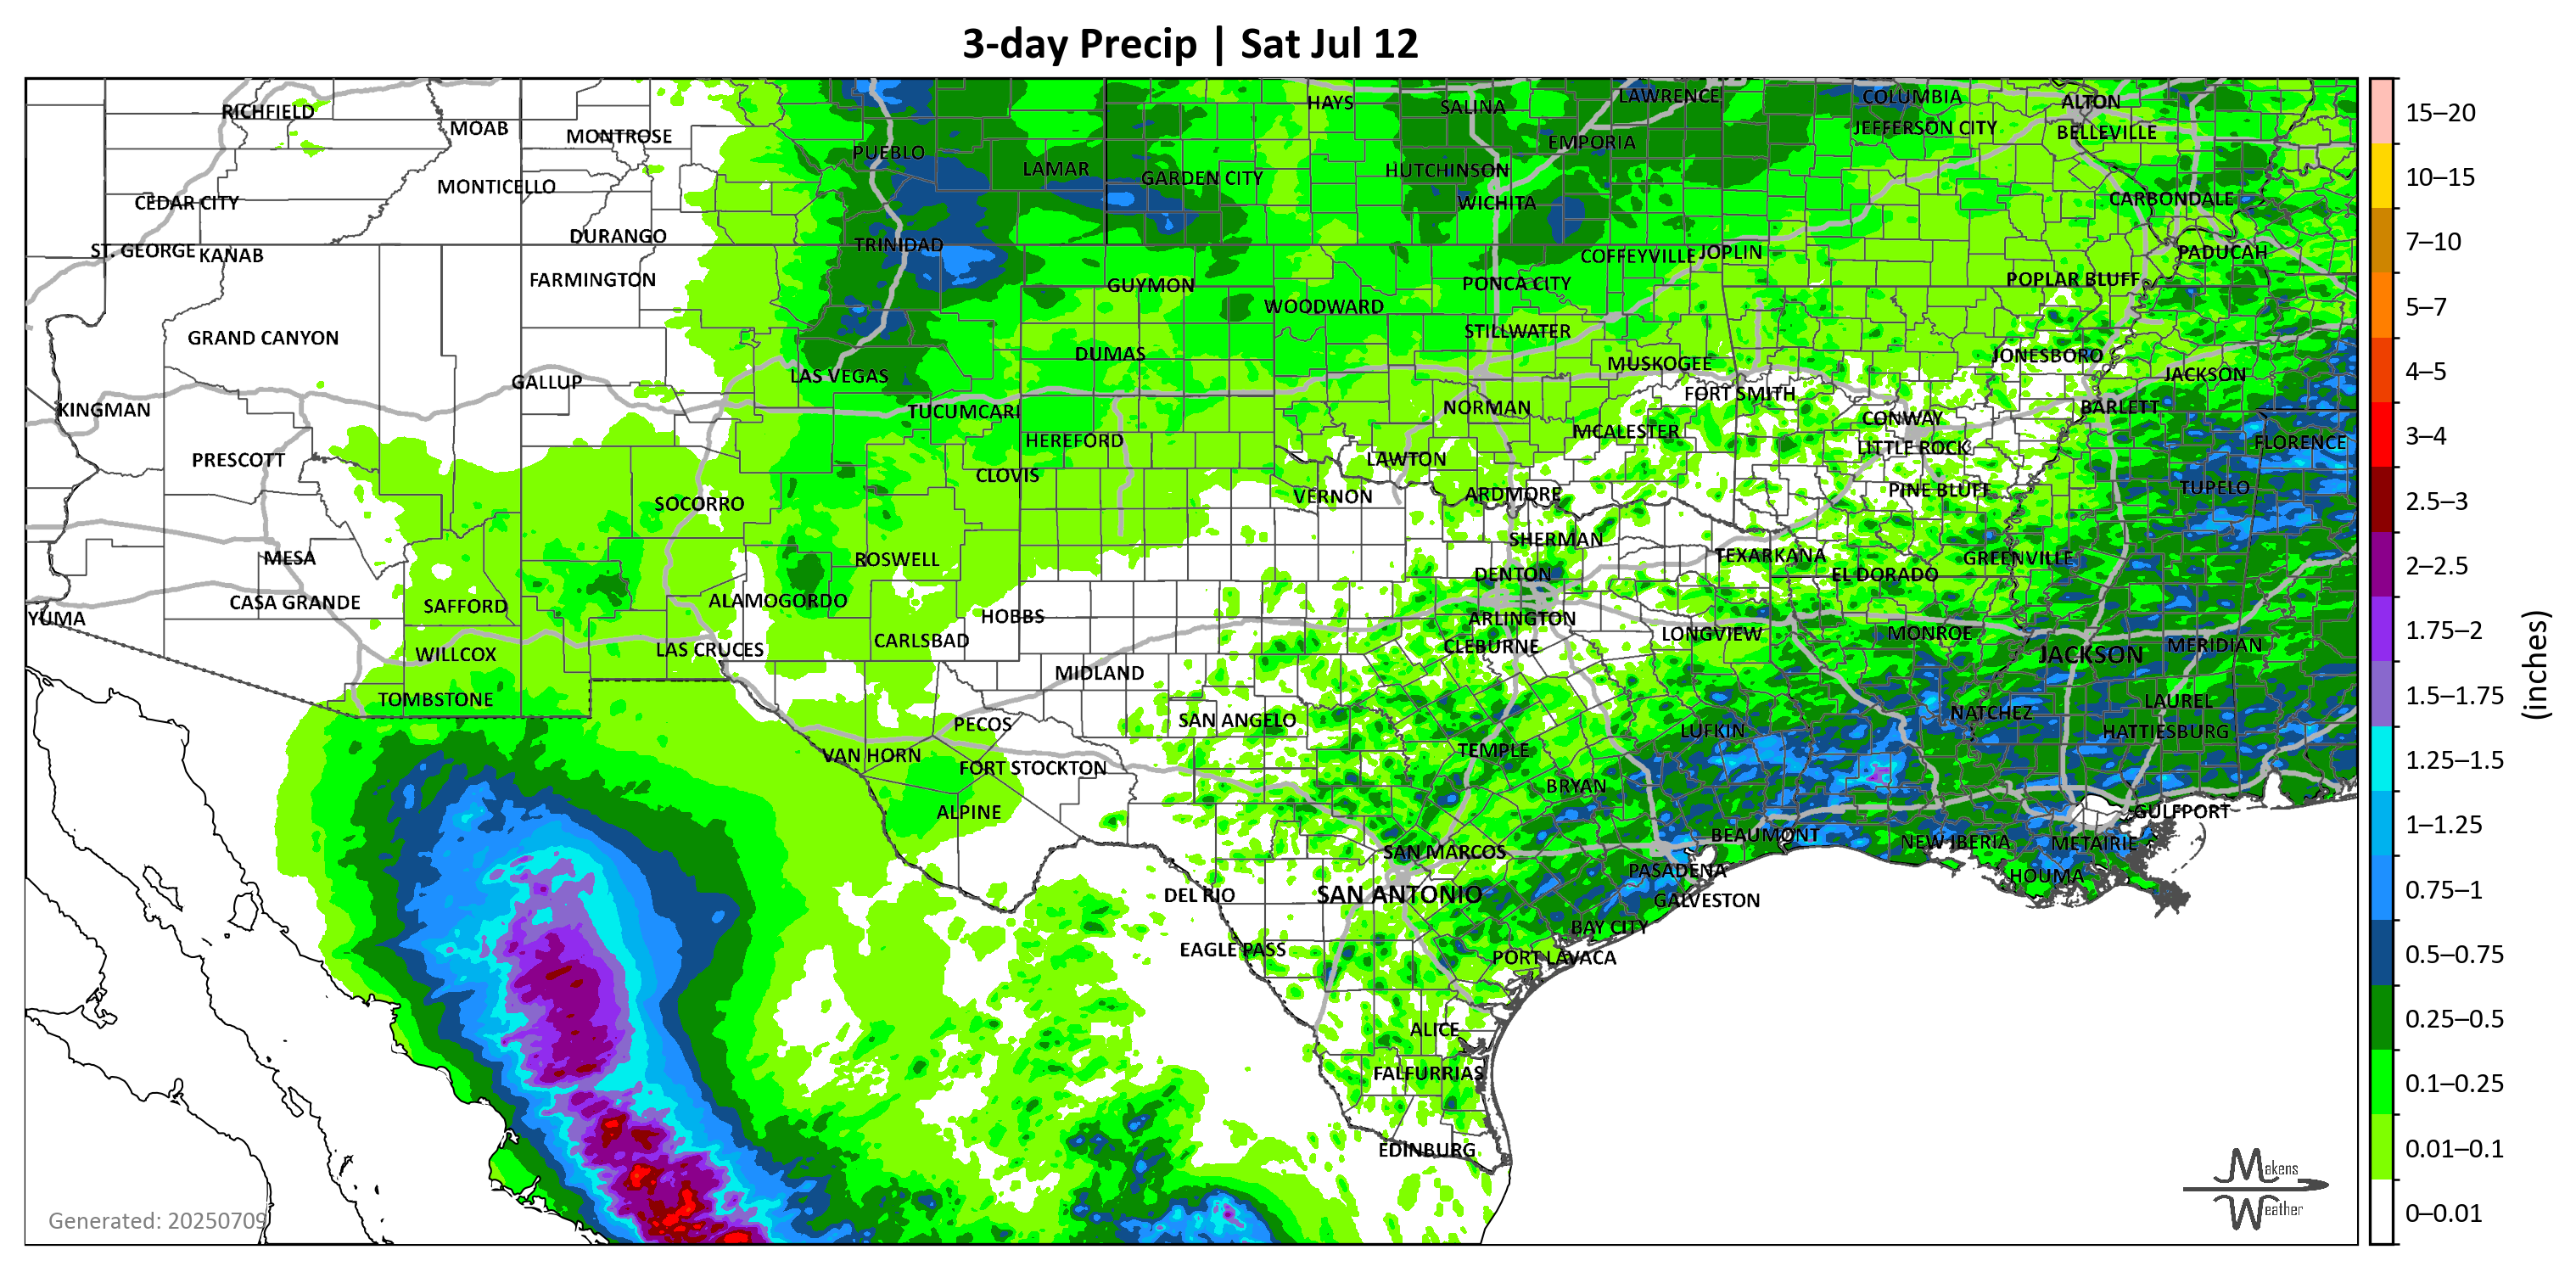 3-day Precip | Sat Jul 12
RICHFIELD
MOAB
MONTROSE
PUEBLO
LAMAR
GARDEN CITY
HAYS
SALINA
LAWRENCE
EMPORIA
COLUMBIA
JEFFERSON CITY
ALTON
BELLEVILLE
CEDAR CITY
MONTICELLO
HUTCHINSON
WICHITA
CARBONDALE
ST. GEORGE
KANAB
DURANGO
TRINIDAD
COFFEYVILLE
JOPLIN
PADUCAH
FARMINGTON
GUYMON
WOODWARD
PONCA CITY
POPLAR BLUFF
GRAND CANYON
DUMAS
STILLWATER
MUSKOGEE
JONESBORO
GALLUP
LAS VEGAS
FORT SMITH
JACKSON
KINGMAN
TUCUMCARI
NORMAN
CONWAY
BARLETT
PRESCOTT
HEREFORD
MCALESTER
LITTLE ROCK
FLORENCE
CLOVIS
LAWTON
SOCORRO
VERNON
ARDMORE
PINE BLUFF
TUPELO
MESA
ROSWELL
SHERMAN
TEXARKANA
GREENVILLE
DENTON
EL DORADO
YUMA
CASA GRANDE
SAFFORD
ALAMOGORDO
HOBBS
ARLINGTON
WILLCOX
LAS CRUCES
CARLSBAD
CLEBURNE
LONGVIEW
MONROE
JACKSON
MERIDIAN
TOMBSTONE
MIDLAND
PECOS
SAN ANGELO
NATCHEZ
LAUREL
VAN HORN
FORT STOCKTON
TEMPLE
LUFKIN
HATTIESBURG
ALPINE
BRYAN
GULFPORT
SAN MARCOS
BEAUMONT
NEW IBERIA
METAIRIE
DEL RIO
SAN ANTONIO
PASADENA
GALVESTON
HOUMA
EAGLE PASS
BAY CITY
PORT LAVACA
ALICE
FALFURRIAS
EDINBURG
Generated: 20250709
Makens
Weather
15–20
10–15
7–10
5–7
4–5
3–4
2.5–3
2–2.5
1.75–2
1.5–1.75
1.25–1.5
1–1.25
0.75–1
0.5–0.75
0.25–0.5
0.1–0.25
0.01–0.1
0–0.01
(inches)